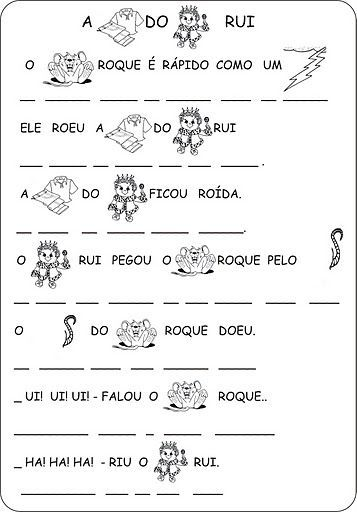 A DO RUI
O ROQUE É RÁPIDO COMO UM
ELE ROEU A DO RUI
A DO FICOU ROÍDA.
O RUI PEGOU O ROQUE PELO
O DO ROQUE DOEU.
_ UI! UI! UI! - FALOU O ROQUE..
_ HA! HA! HA! - RIU O RUI.